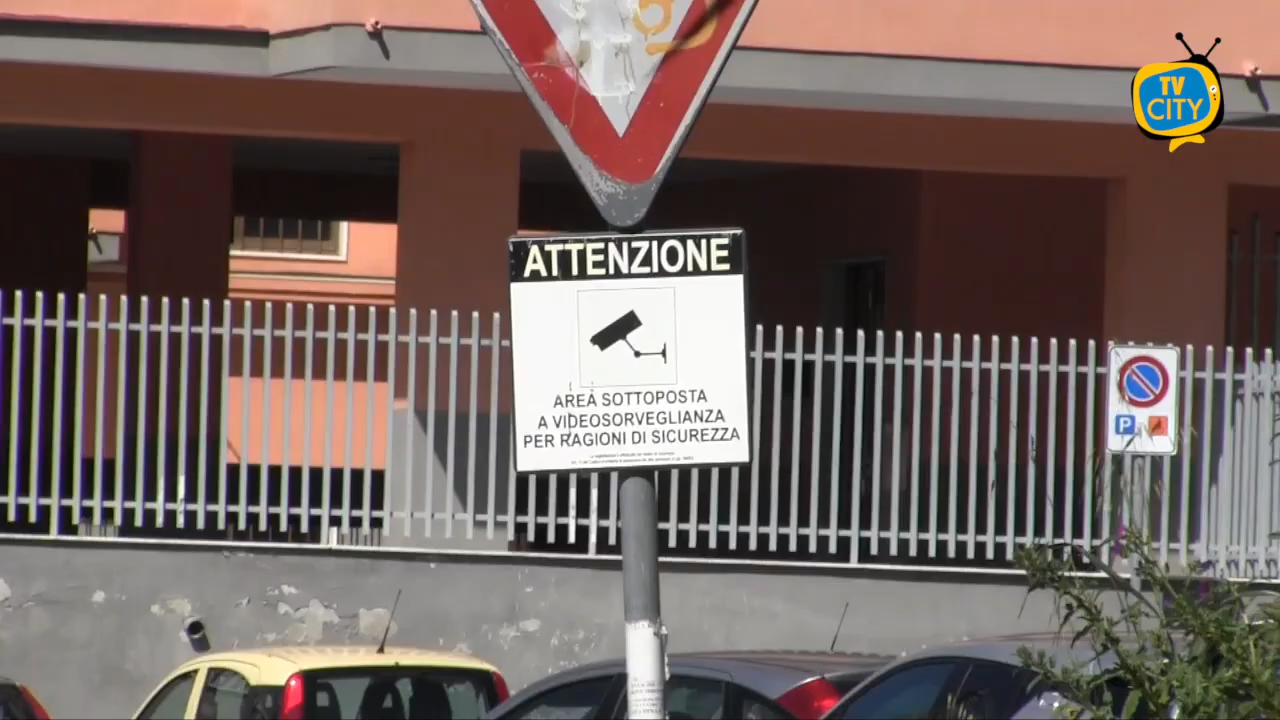 TV
CITY
ATTENZIONE
AREA SOTTOPOSTA
A VIDEOSORVEGLIANZA
PER RAGIONI DI SICUREZZA
P